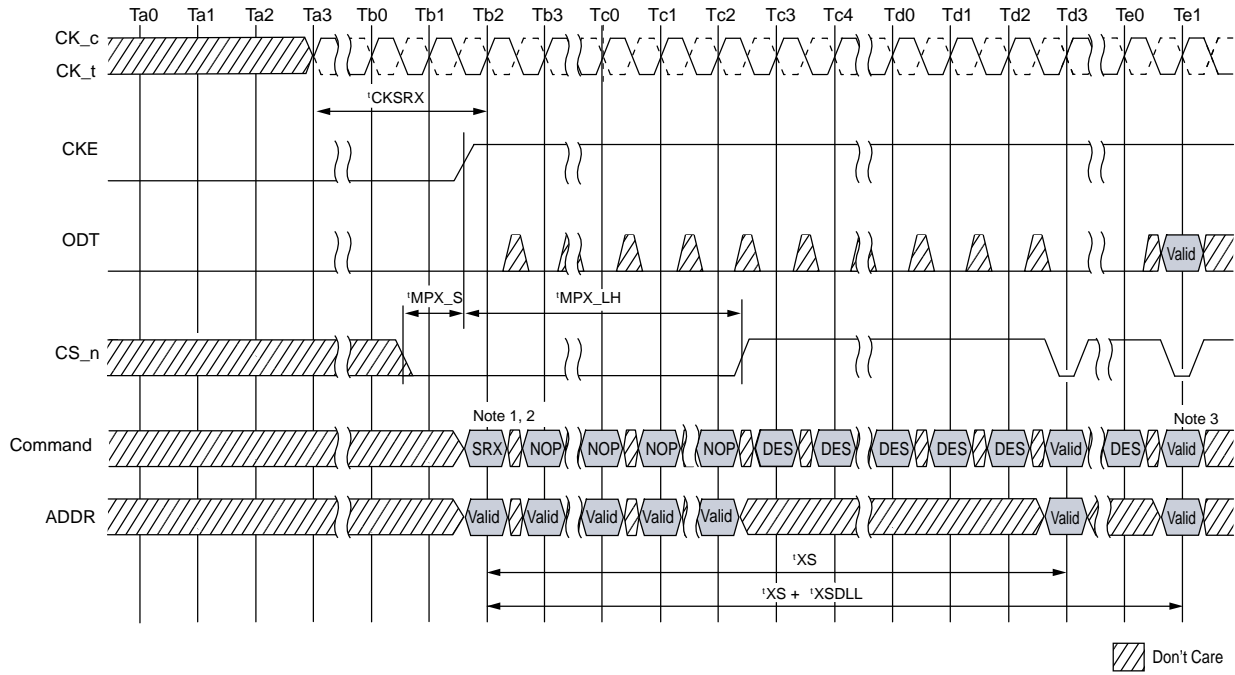 Ta0 Ta1 Ta2 Ta3 Tb0 Tb1 Tb2 Tb3 Tc0 Tc1 Tc2 Tc3 Tc4 Td0 Td1 Td2 Td3 Te0 Te1
CK_c
CK_t
tCKSRX
CKE
ODT
Valid
tMPX_S tMPX_LH
CS_n
Note 1, 2 Note 3
Command SRX NOP NOP NOP NOP DES DES DES DES DES Valid DES Valid
ADDR Valid Valid Valid Valid Valid Valid Valid
tXS
tXS + tXSDLL
Don't Care